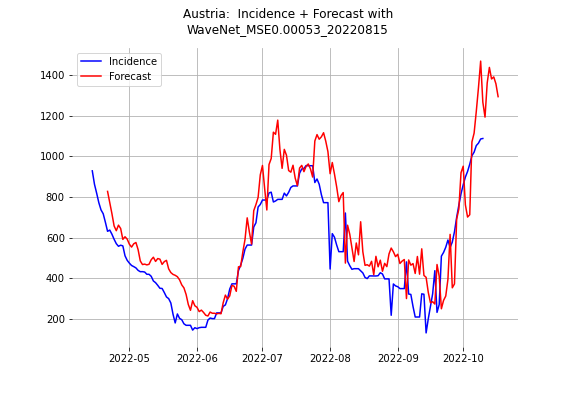 Austria:  Incidence + Forecast with
WaveNet_MSE0.00053_20220815
Incidence
Forecast
1400
1200
1000
800
600
400
200
2022-05 2022-06 2022-07 2022-08 2022-09 2022-10